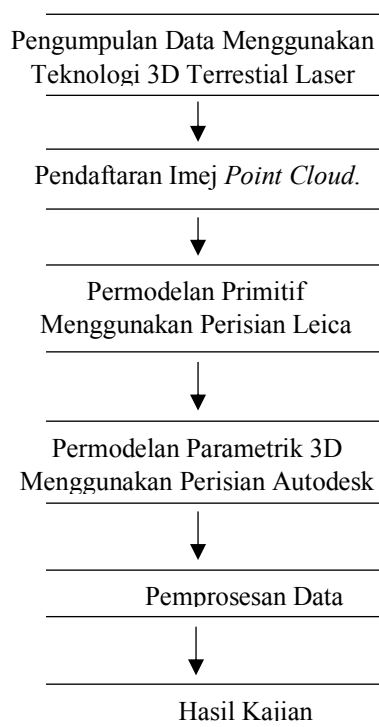 Pengumpulan Data Menggunakan
Teknologi 3D Terrestial Laser
Pendaftaran Imej Point Cloud.
Permodelan Primitif
Menggunakan Perisian Leica
Permodelan Parametrik 3D
Menggunakan Perisian Autodesk
Pemprosesan Data
Hasil Kajian